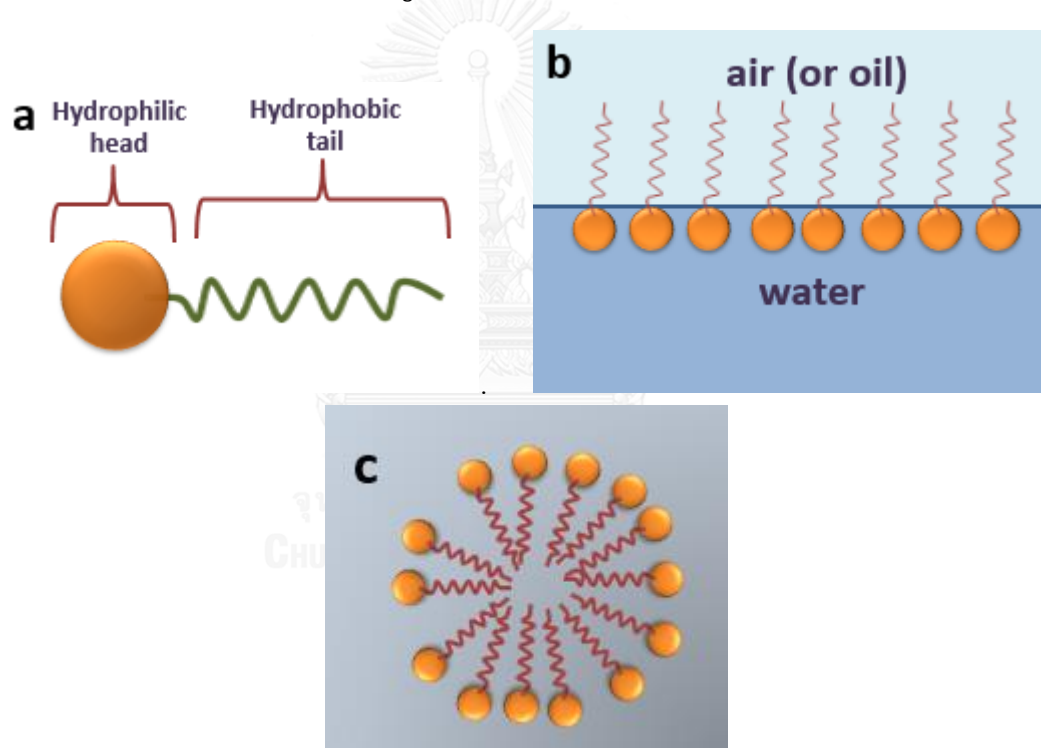 a
Hydrophilic
head
Hydrophobic
tail
b
air (or oil)
water
.
c